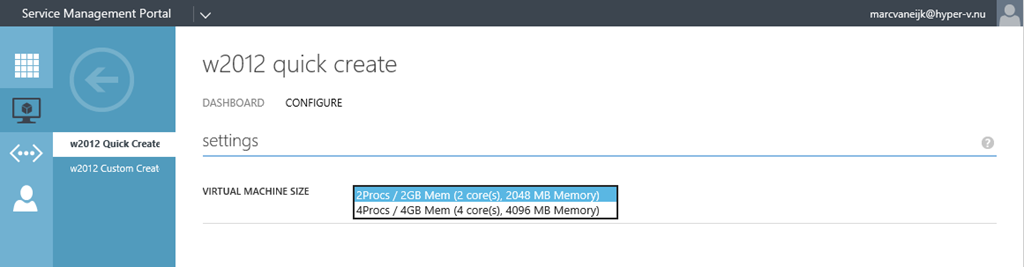 Service Management Portal
marcvaneijk@hyper-v.nu
w2012 quick create
DASHBOARD CONFIGURE
w2012 Quick Create
w2012 Custom Create
settings
?
VIRTUAL MACHINE SIZE
2Procs / 2GB Mem (2 core(s), 2048 MB Memory)
4Procs / 4GB Mem (4 core(s), 4096 MB Memory)